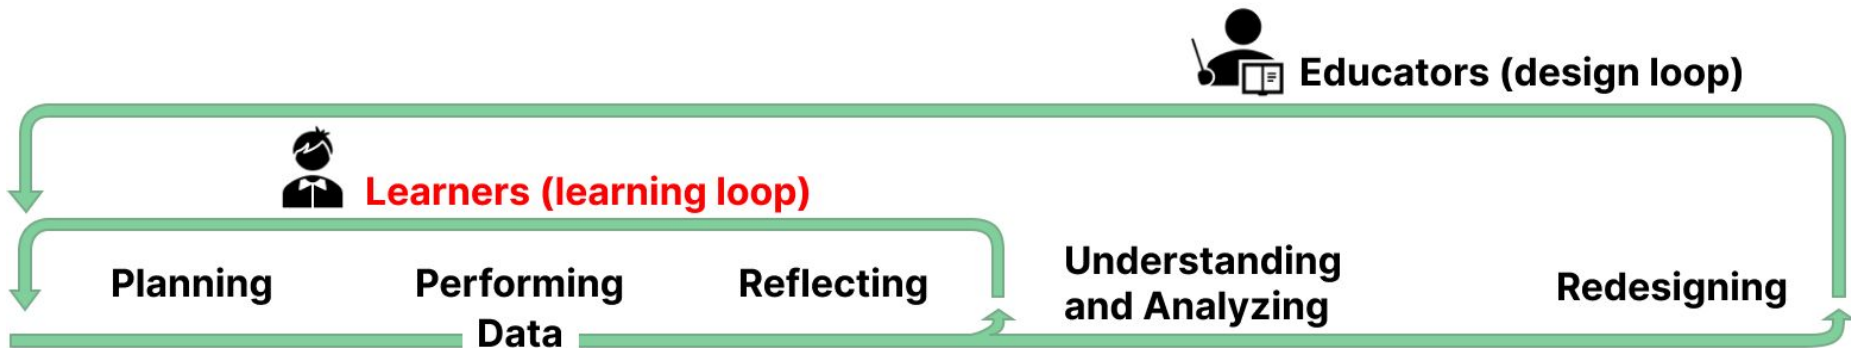 Educators (design loop)
Learners (learning loop)
Planning
Performing
Reflecting
Understanding
and Analyzing
Redesigning
Data